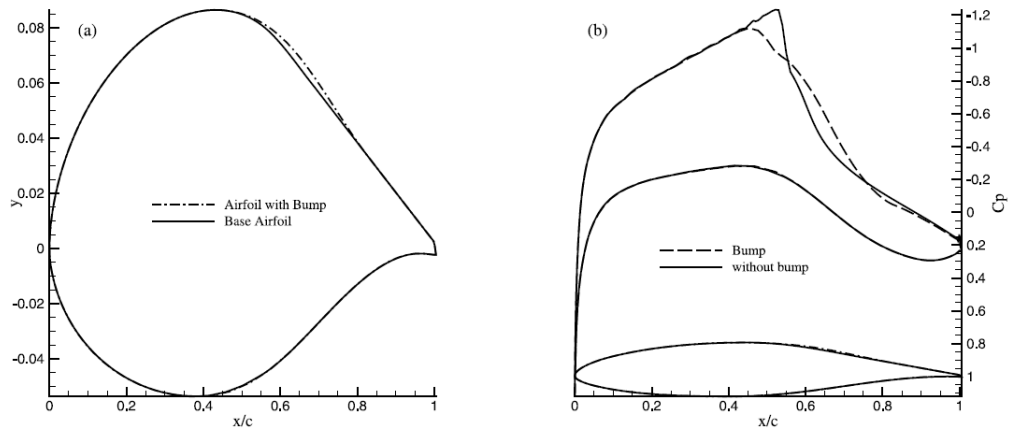 (a)
0.08
0.06
0.04
0.02
0
-0.02
-0.04
y
Airfoil with Bump
Base Airfoil
0 0.2 0.4 0.6 0.8 1
x/c
(b)
-1.2
-1
-0.8
-0.6
-0.4
-0.2
0
0.2
0.4
0.6
0.8
1
Cp
Bump
without bump
0 0.2 0.4 0.6 0.8 1
x/c